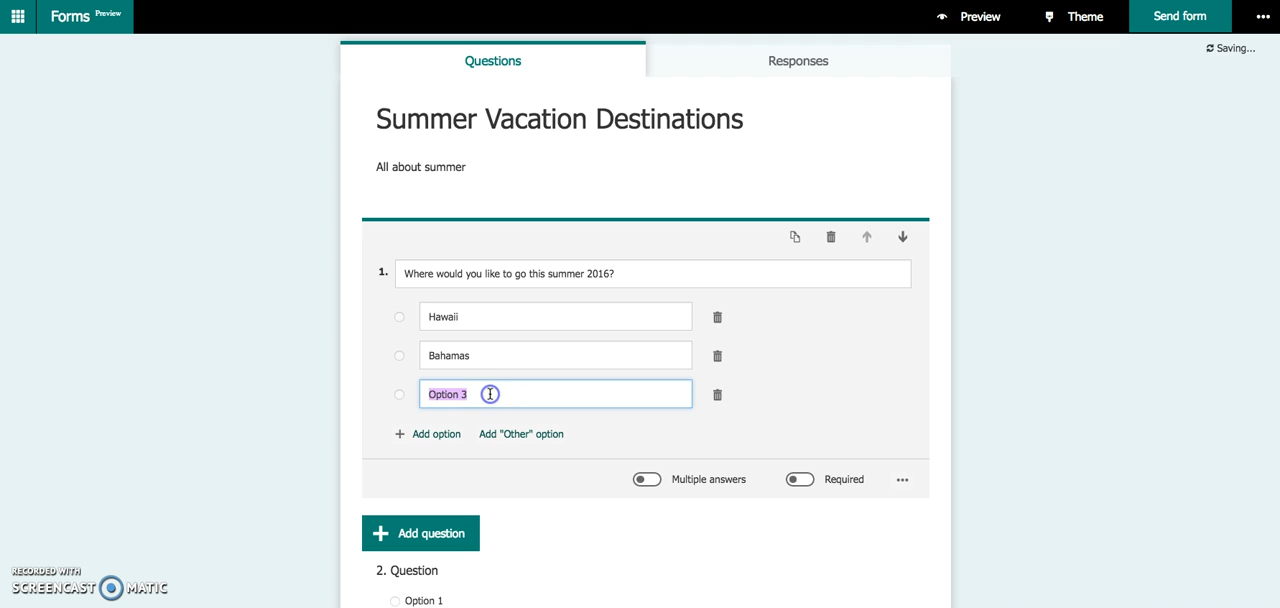 Forms Preview
Preview
Theme
Send form
Saving...
Questions
Responses
Summer Vacation Destinations
All about summer
1. Where would you like to go this summer 2016?
Hawaii
Bahamas
Option 3
Add option
Add "Other" option
Multiple answers
Required
Add question
2. Question
Option 1
RECORDED WITH
SCREENCAST MATIC